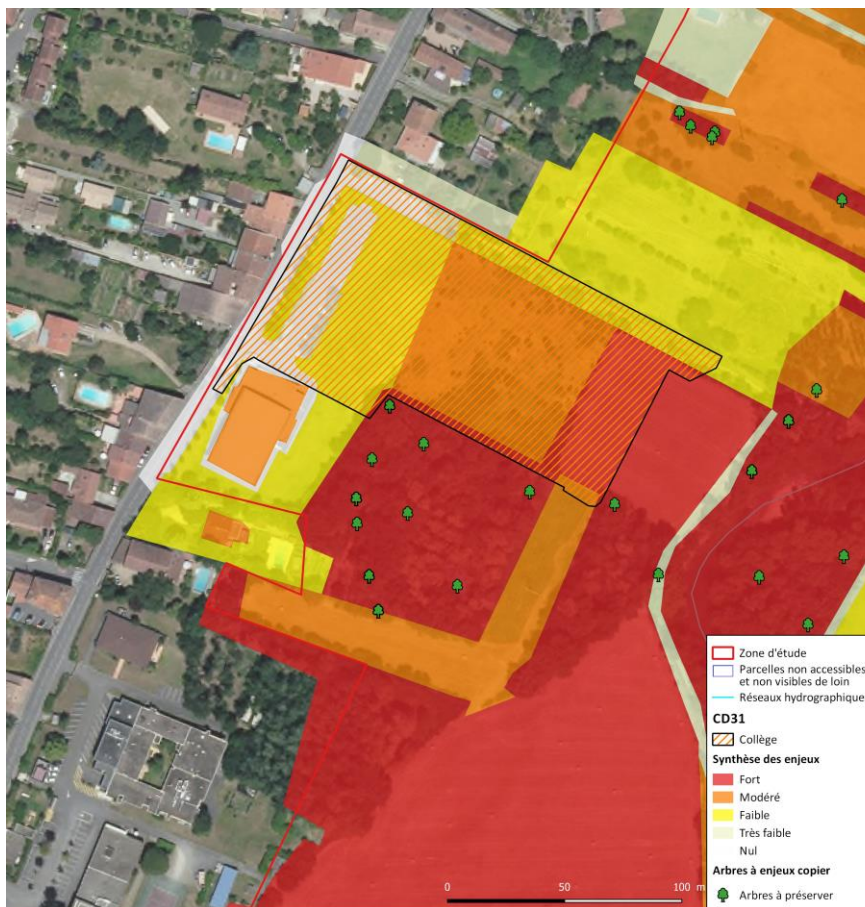 Zone d'étude
Parcelles non accessibles
et non visibles de loin
Réseaux hydrographique
CD31
Collège
Synthèse des enjeux
Fort
Modéré
Faible
Très faible
Nul
Arbres à enjeux copier
Arbres à préserver
0 50 100 m